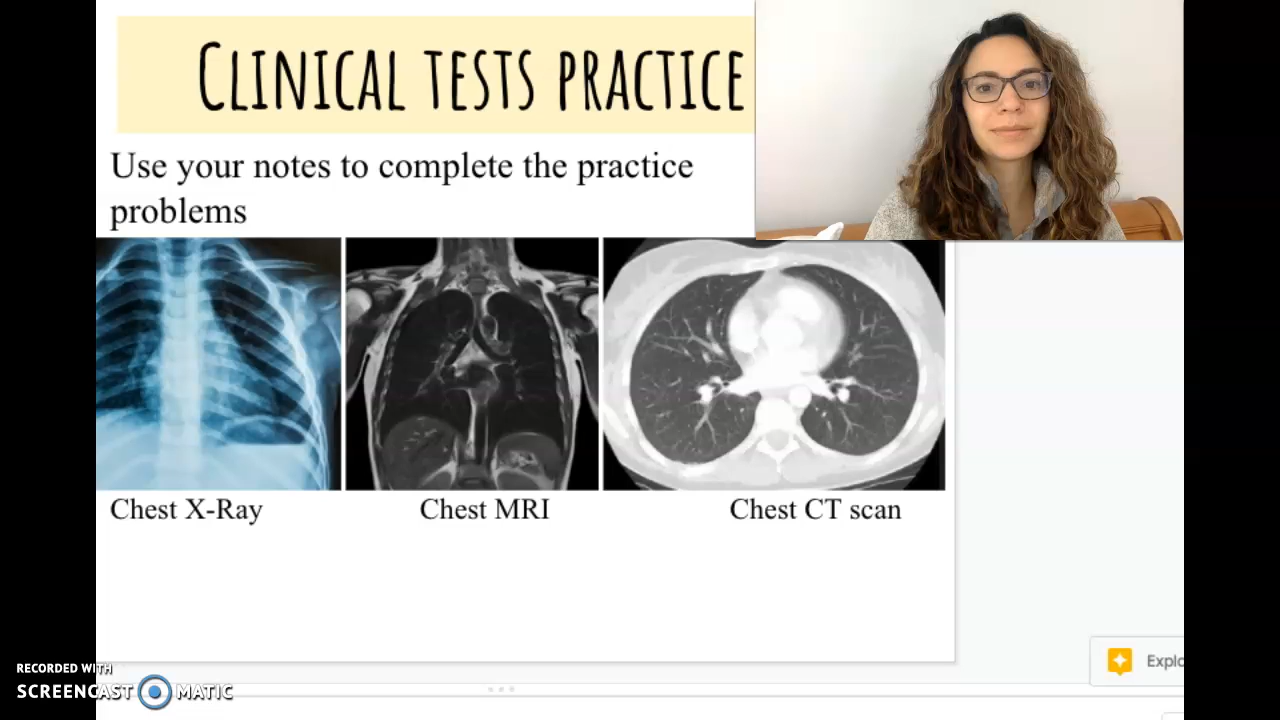 CLINICAL TESTS PRACTICE
Use your notes to complete the practice
problems
Chest X-Ray
Chest MRI
Chest CT scan
RECORDED WITH
SCREENCAST MATIC